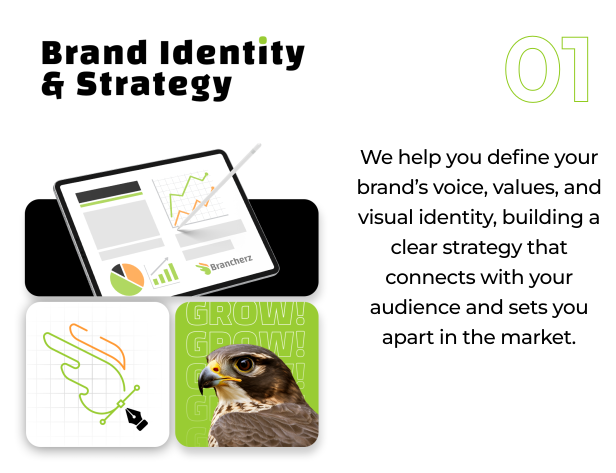 Brand Identity
& Strategy
01
We help you define your
brand’s voice, values, and
visual identity, building a
clear strategy that
connects with your
audience and sets you
apart in the market.
Brancherz
GROW!
GROW!